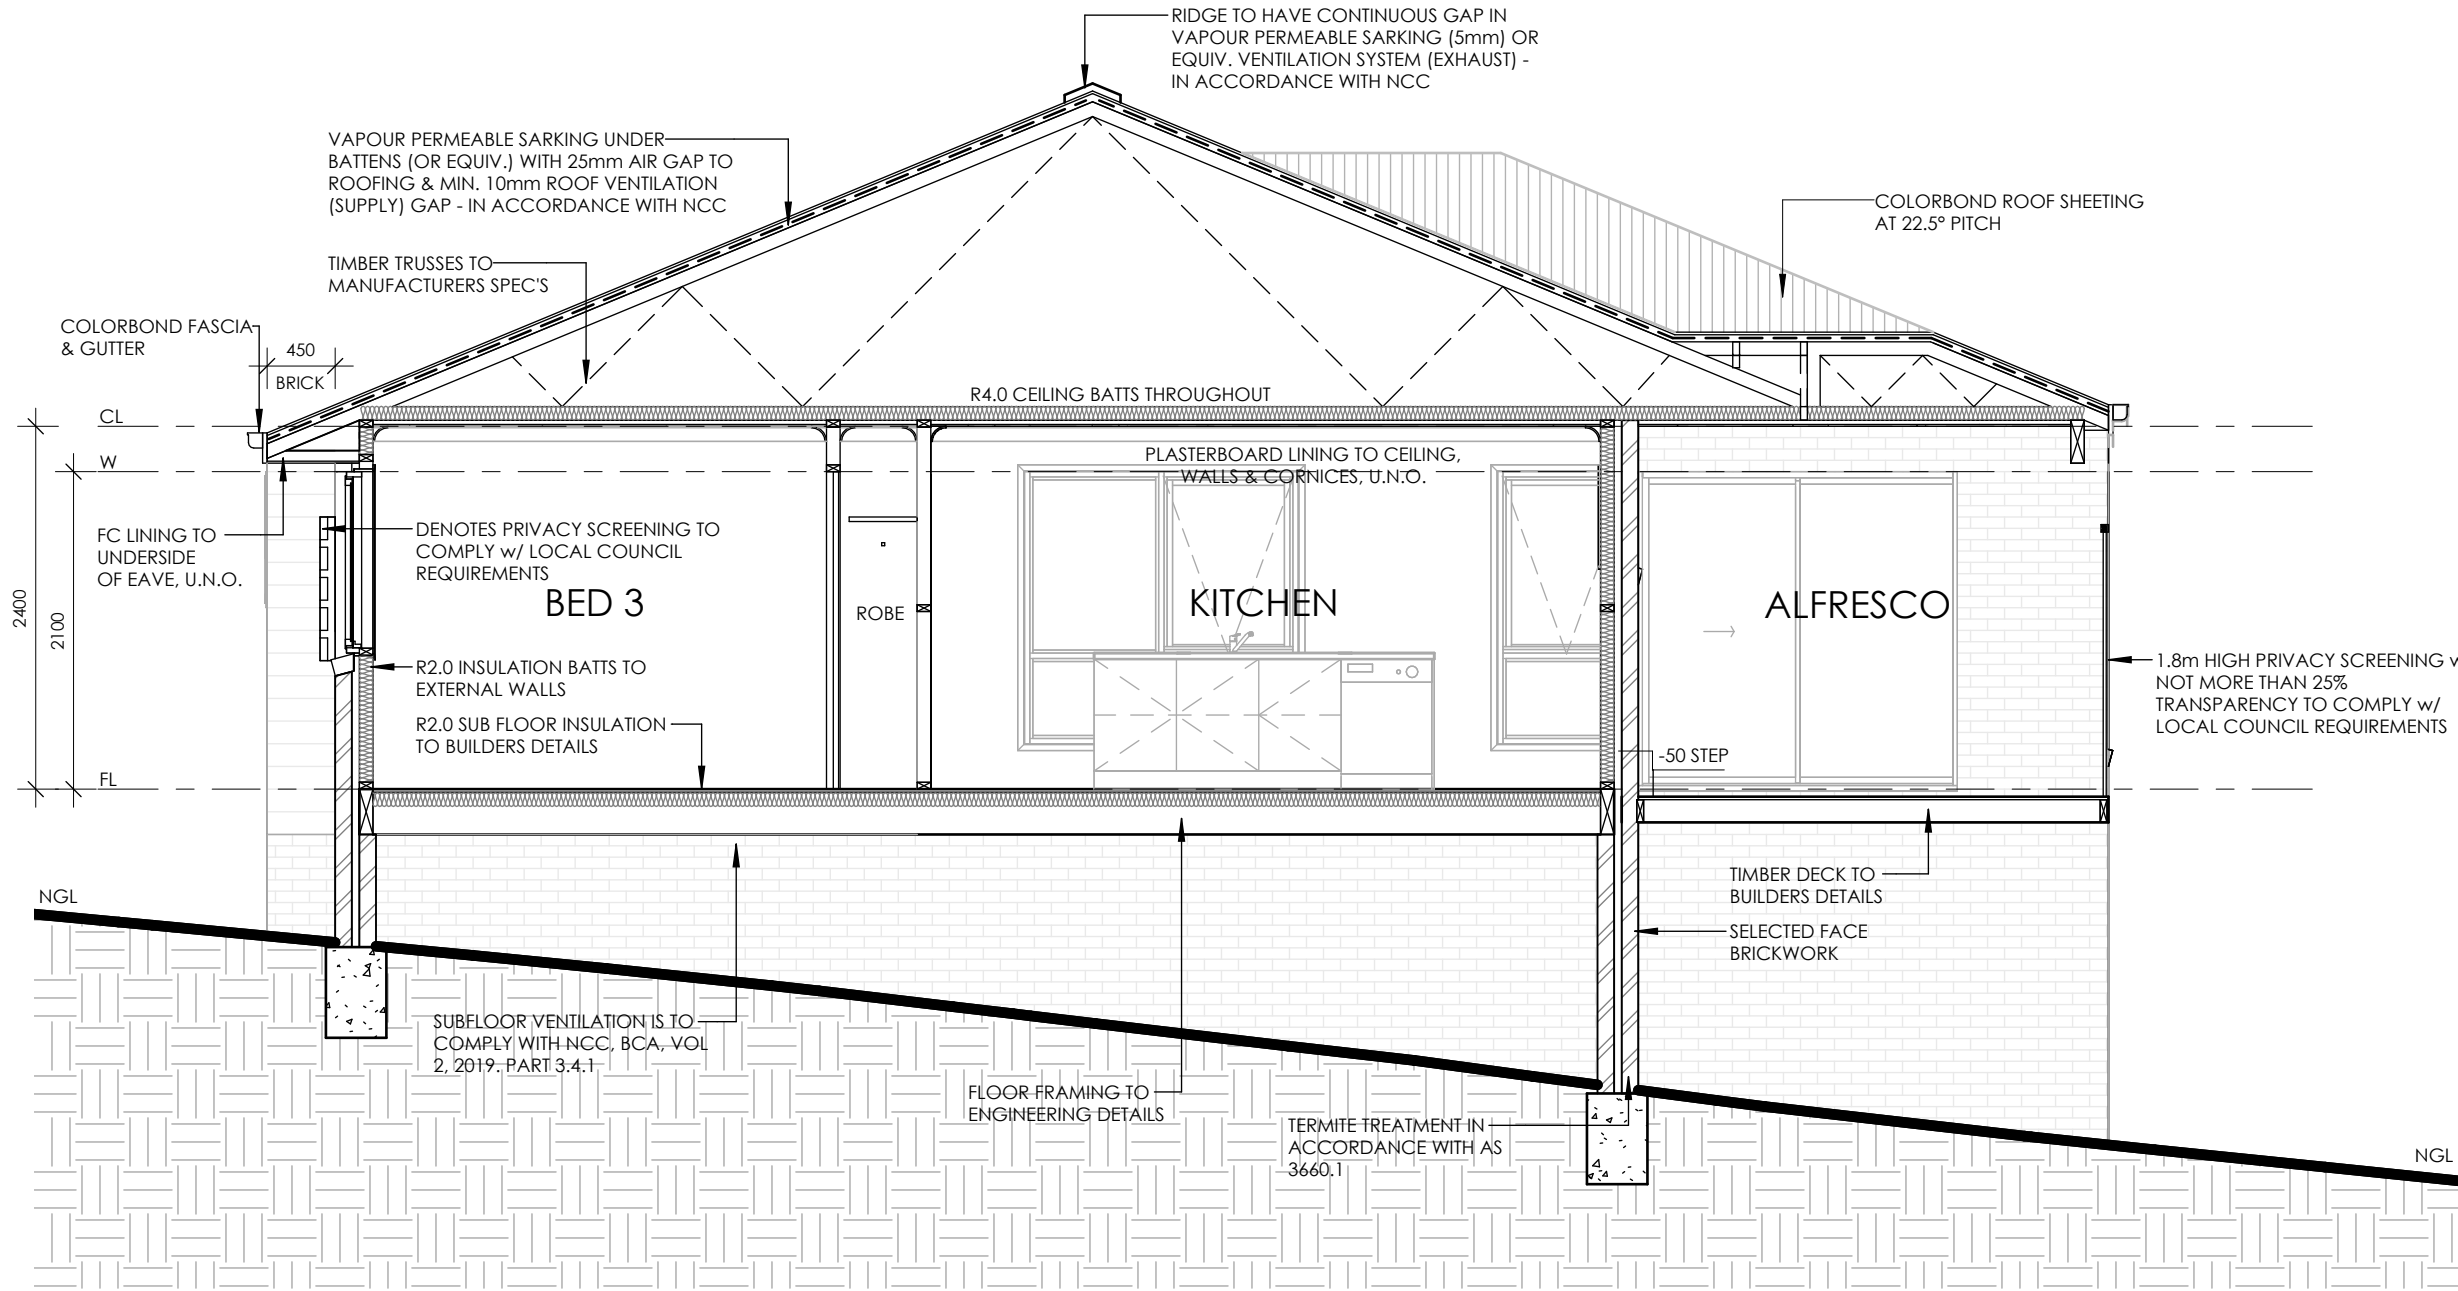 RIDGE TO HAVE CONTINUOUS GAP IN
VAPOUR PERMEABLE SARKING (5mm) OR
EQUIV. VENTILATION SYSTEM (EXHAUST) -
IN ACCORDANCE WITH NCC
VAPOUR PERMEABLE SARKING UNDER
BATTENS (OR EQUIV.) WITH 25mm AIR GAP TO
ROOFING & MIN. 10mm ROOF VENTILATION
(SUPPLY) GAP - IN ACCORDANCE WITH NCC
COLORBOND ROOF SHEETING
AT 22.5° PITCH
TIMBER TRUSSES TO
MANUFACTURERS SPEC'S
COLORBOND FASCIA
& GUTTER
450
BRICK
R4.0 CEILING BATTS THROUGHOUT
CL
PLASTERBOARD LINING TO CEILING,
WALLS & CORNICES, U.N.O.
W
FC LINING TO
UNDERSIDE
OF EAVE, U.N.O.
DENOTES PRIVACY SCREENING TO
COMPLY w/ LOCAL COUNCIL
REQUIREMENTS
BED 3
ROBE
KITCHEN
ALFRESCO
2400
2100
R2.0 INSULATION BATTS TO
EXTERNAL WALLS
1.8m HIGH PRIVACY SCREENING
NOT MORE THAN 25%
TRANSPARENCY TO COMPLY w/
LOCAL COUNCIL REQUIREMENTS
R2.0 SUB FLOOR INSULATION
TO BUILDERS DETAILS
-50 STEP
FL
TIMBER DECK TO
BUILDERS DETAILS
NGL
SELECTED FACE
BRICKWORK
SUBFLOOR VENTILATION IS TO
COMPLY WITH NCC, BCA, VOL
2, 2019. PART 3.4.1
FLOOR FRAMING TO
ENGINEERING DETAILS
TERMITE TREATMENT IN
ACCORDANCE WITH AS
3660.1
NGL